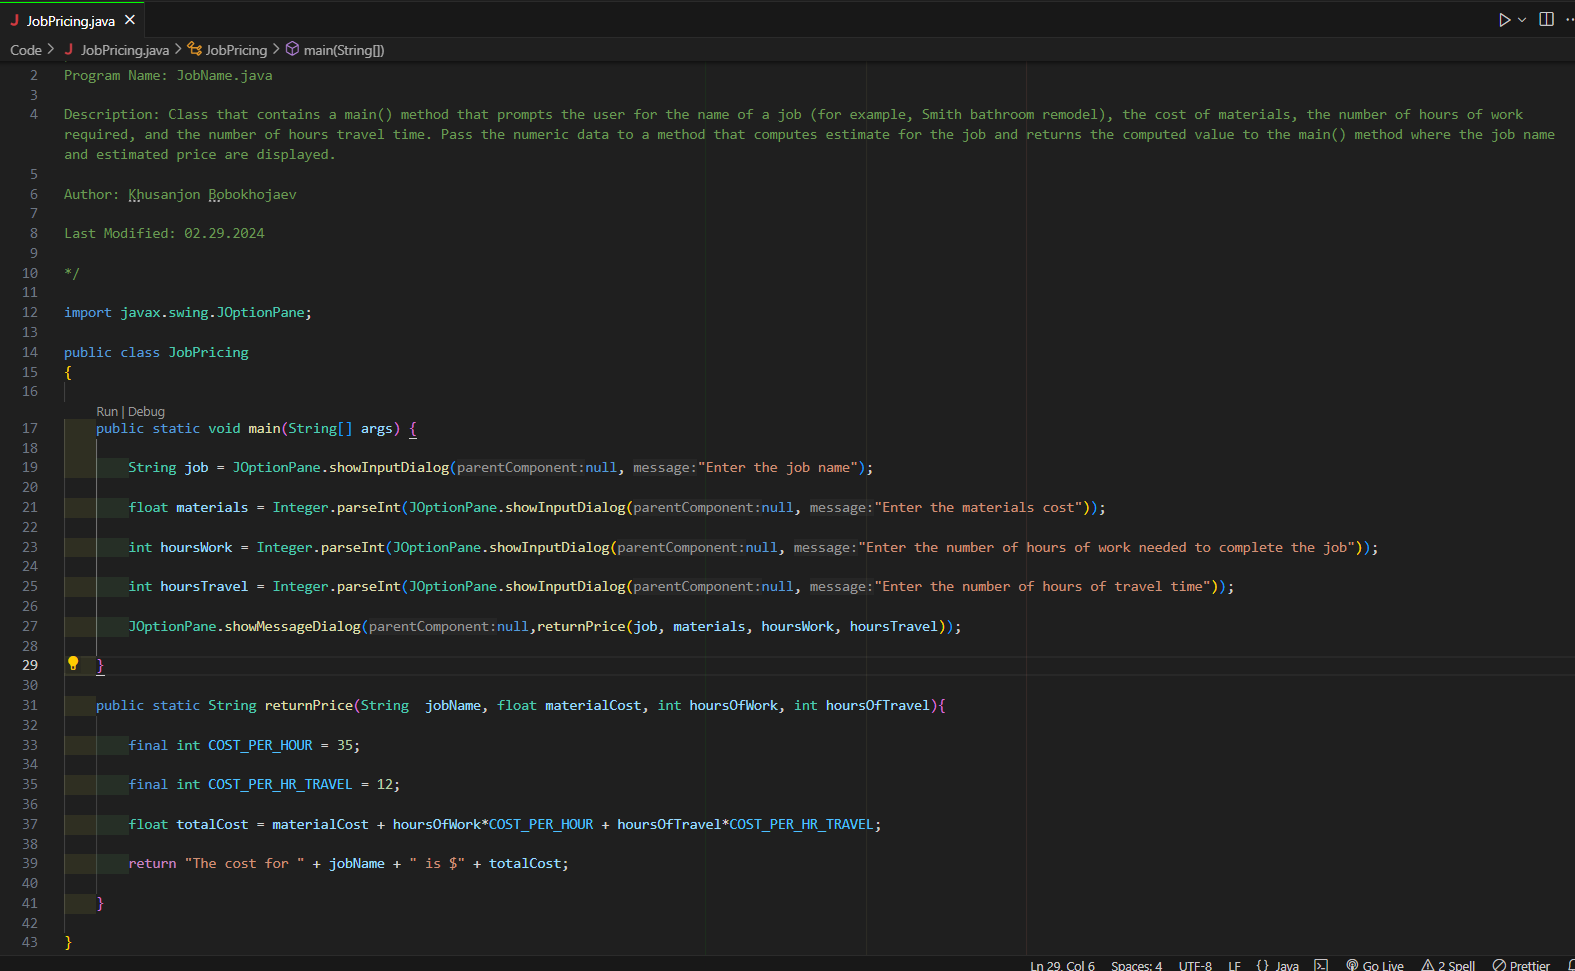 JobPricing.java
Code > JobPricing.java > JobPricing > main(String[])
2 Program Name: JobName.java
3
4 Description: Class that contains a main() method that prompts the user for the name of a job (for example, Smith bathroom remodel), the cost of materials, the number of hours of work
required, and the number of hours travel time. Pass the numeric data to a method that computes estimate for the job and returns the computed value to the main() method where the job name
and estimated price are displayed.
5
6 Author: Khusanjon Bobokhojaev
7
8 Last Modified: 02.29.2024
9
10 */
11
12 import javax.swing.JOptionPane;
13
14 public class JobPricing
15 {
16
Run | Debug
17 public static void main(String[] args) {
18
19 String job = JOptionPane.showInputDialog(parentComponent:null, message:"Enter the job name");
20
21 float materials = Integer.parseInt(JOptionPane.showInputDialog(parentComponent:null, message:"Enter the materials cost"));
22
23 int hoursWork = Integer.parseInt(JOptionPane.showInputDialog(parentComponent:null, message:"Enter the number of hours of work needed to complete the job"));
24
25 int hoursTravel = Integer.parseInt(JOptionPane.showInputDialog(parentComponent:null, message:"Enter the number of hours of travel time"));
26
27 JOptionPane.showMessageDialog(parentComponent:null,returnPrice(job, materials, hoursWork, hoursTravel));
28
29 }
30
31 public static String returnPrice(String  jobName, float materialCost, int hoursOfWork, int hoursOfTravel){
32
33 final int COST_PER_HOUR = 35;
34
35 final int COST_PER_HR_TRAVEL = 12;
36
37 float totalCost = materialCost + hoursOfWork*COST_PER_HOUR + hoursOfTravel*COST_PER_HR_TRAVEL;
38
39 return "The cost for " + jobName + " is $" + totalCost;
40
41 }
42
43 }
Ln 29, Col 6 Spaces: 4 UTF-8 LF {} Java Go Live 2 Spell Prettier